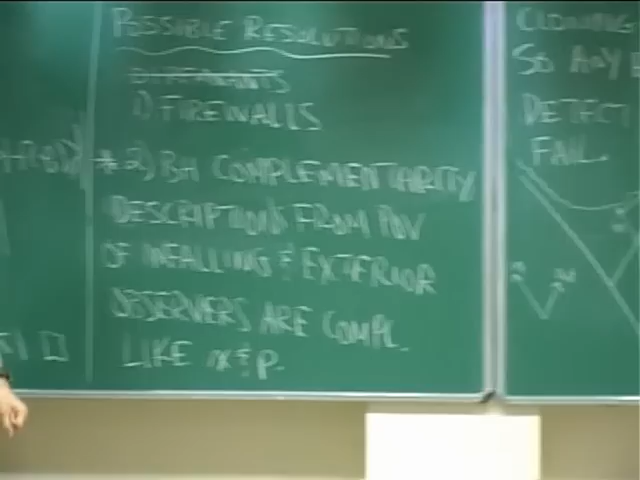 POSSIBLE RESOLUTIONS
1) FIREWALLS
* 2) BH COMPLEMENTARITY
DESCRIPTIONS FROM POV
OF INFALLING & EXTERIOR
OBSERVERS ARE COMPL.
LIKE x & p.
CLONING
SO ANY
DETECT
FAIL.